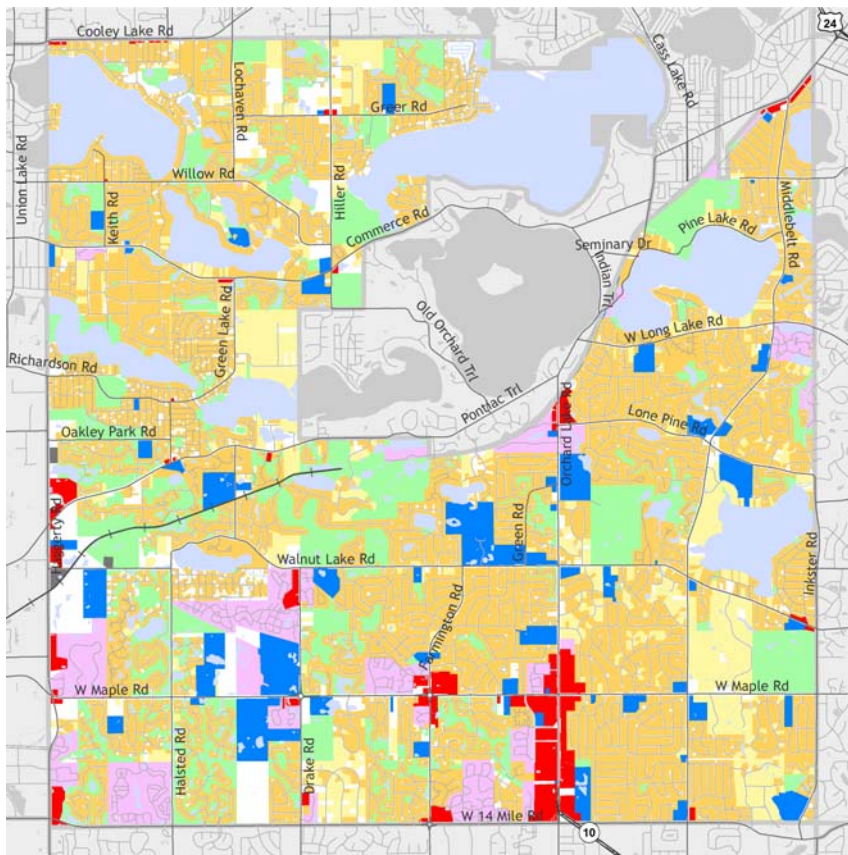 24
Cooley Lake Rd
Cass Lake Rd
Lochaven Rd
Greer Rd
Union Lake Rd
Willow Rd
Hiller Rd
Keith Rd
Middlebelt Rd
Commerce Rd
Pine Lake Rd
Seminary Dr
Indian Trl
Green Lake Rd
Old Orchard Trl
W Long Lake Rd
Richardson Rd
Pontiac Trl
Orchard Lake Rd
Lone Pine Rd
Oakley Park Rd
Green Rd
Walnut Lake Rd
Inkster Rd
Farmington Rd
W Maple Rd
W Maple Rd
Halsted Rd
Drake Rd
W 14 Mile Rd
10